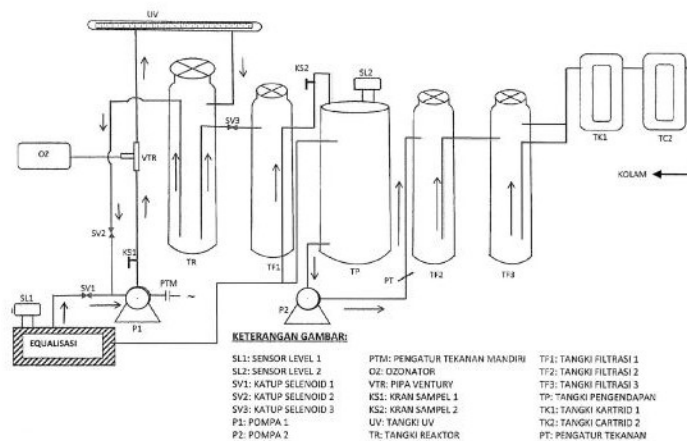 UV
KS2
SL2
SV3
OZ
VTR
TK1
TC2
KOLAM
SV2
KS1
TR
TF1
TP
PT
TF2
TF3
SL1
SV1
PTM
~
P1
P2
EQUALISASI
KETERANGAN GAMBAR:
SL1: SENSOR LEVEL 1
SL2: SENSOR LEVEL 2
SV1: KATUP SELENOID 1
SV2: KATUP SELENOID 2
SV3: KATUP SELENOID 3
P1: POMPA 1
P2: POMPA 2
PTM: PENGATUR TEKANAN MANDIRI
OZ: OZONATOR
VTR: PIPA VENTURY
KS1: KRAN SAMPEL 1
KS2: KRAN SAMPEL 2
UV: TANGKI UV
TR: TANGKI REAKTOR
TF1: TANGKI FILTRASI 1
TF2: TANGKI FILTRASI 2
TF3: TANGKI FILTRASI 3
TP: TANGKI PENGENDAPAN
TK1: TANGKI KARTRID 1
TK2: TANGKI CARTRID 2
PT: PENGATUR TEKANAN